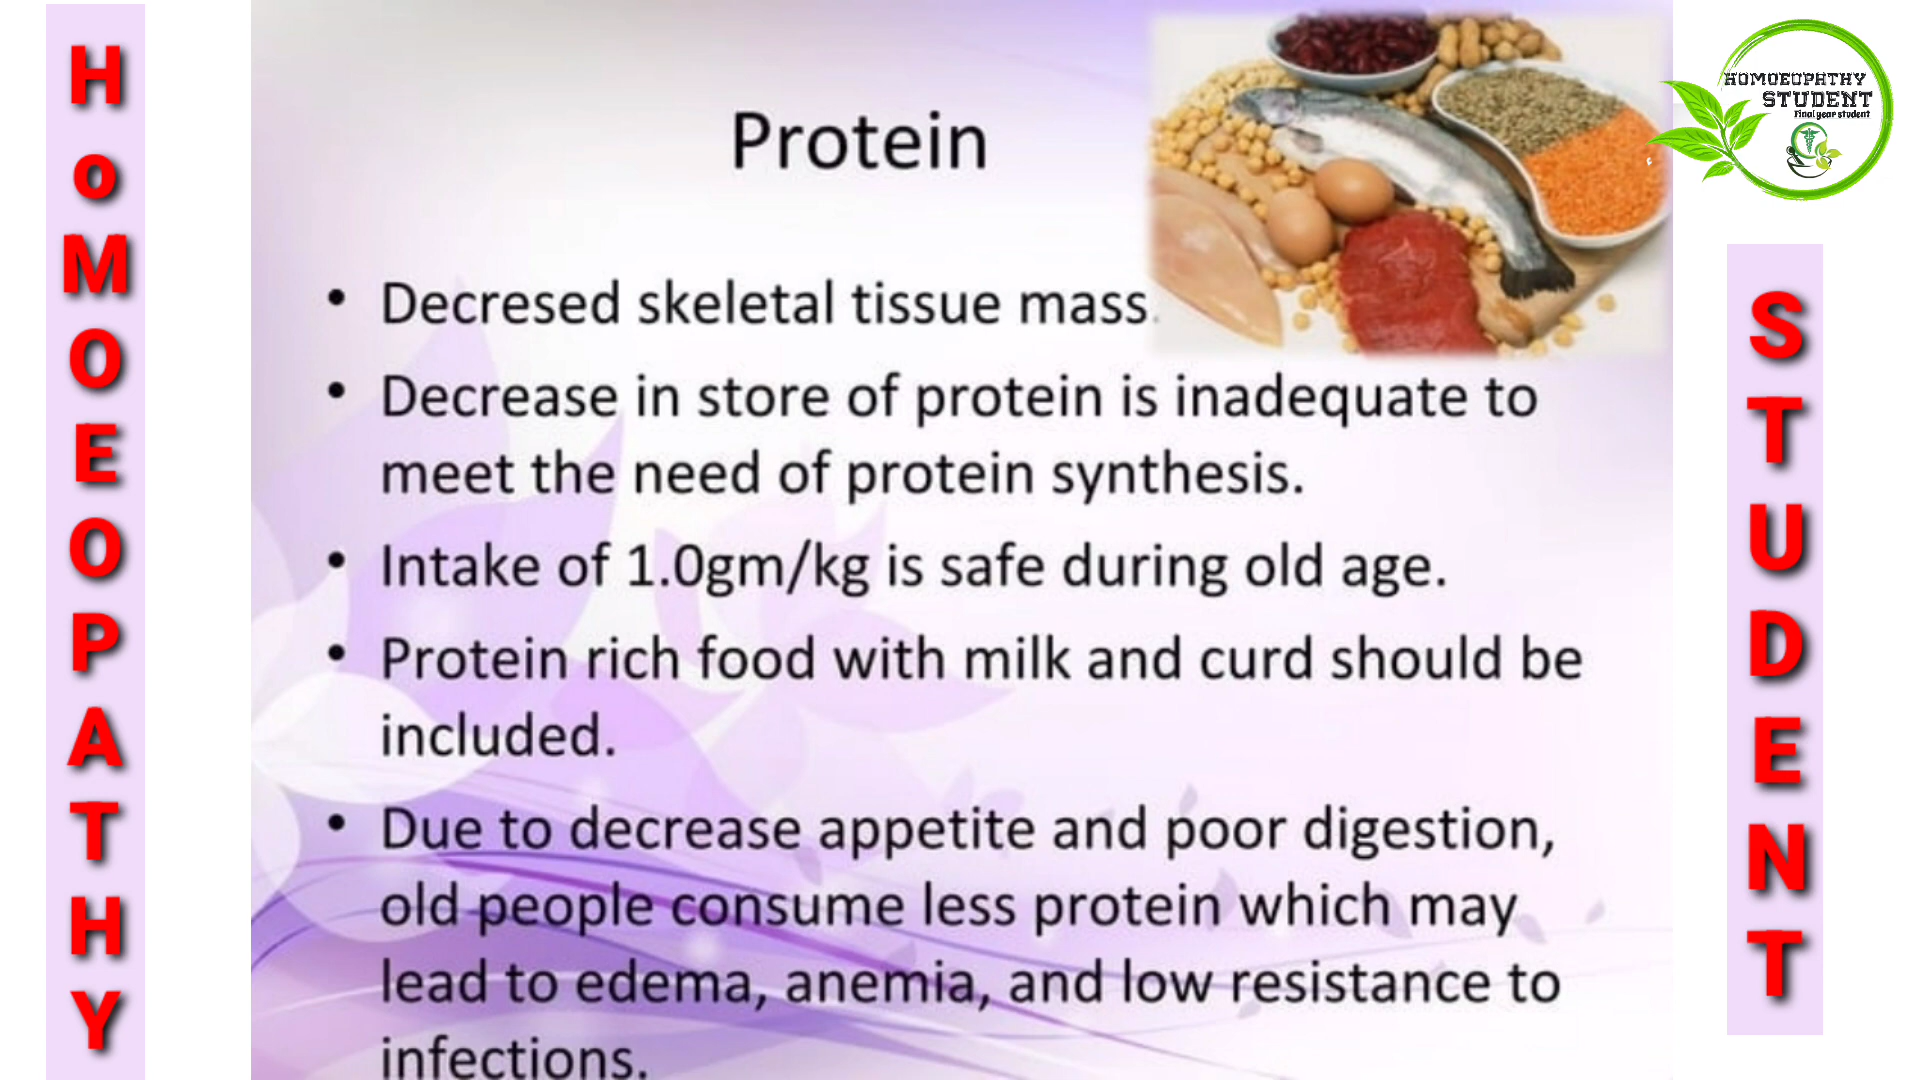 H
o
M
O
E
O
P
A
T
H
Y
Protein
• Decresed skeletal tissue mass.
• Decrease in store of protein is inadequate to
meet the need of protein synthesis.
• Intake of 1.0gm/kg is safe during old age.
• Protein rich food with milk and curd should be
included.
• Due to decrease appetite and poor digestion,
old people consume less protein which may
lead to edema, anemia, and low resistance to
infections.
HOMOEOPATHY
STUDENT
Final year student
S
T
U
D
E
N
T